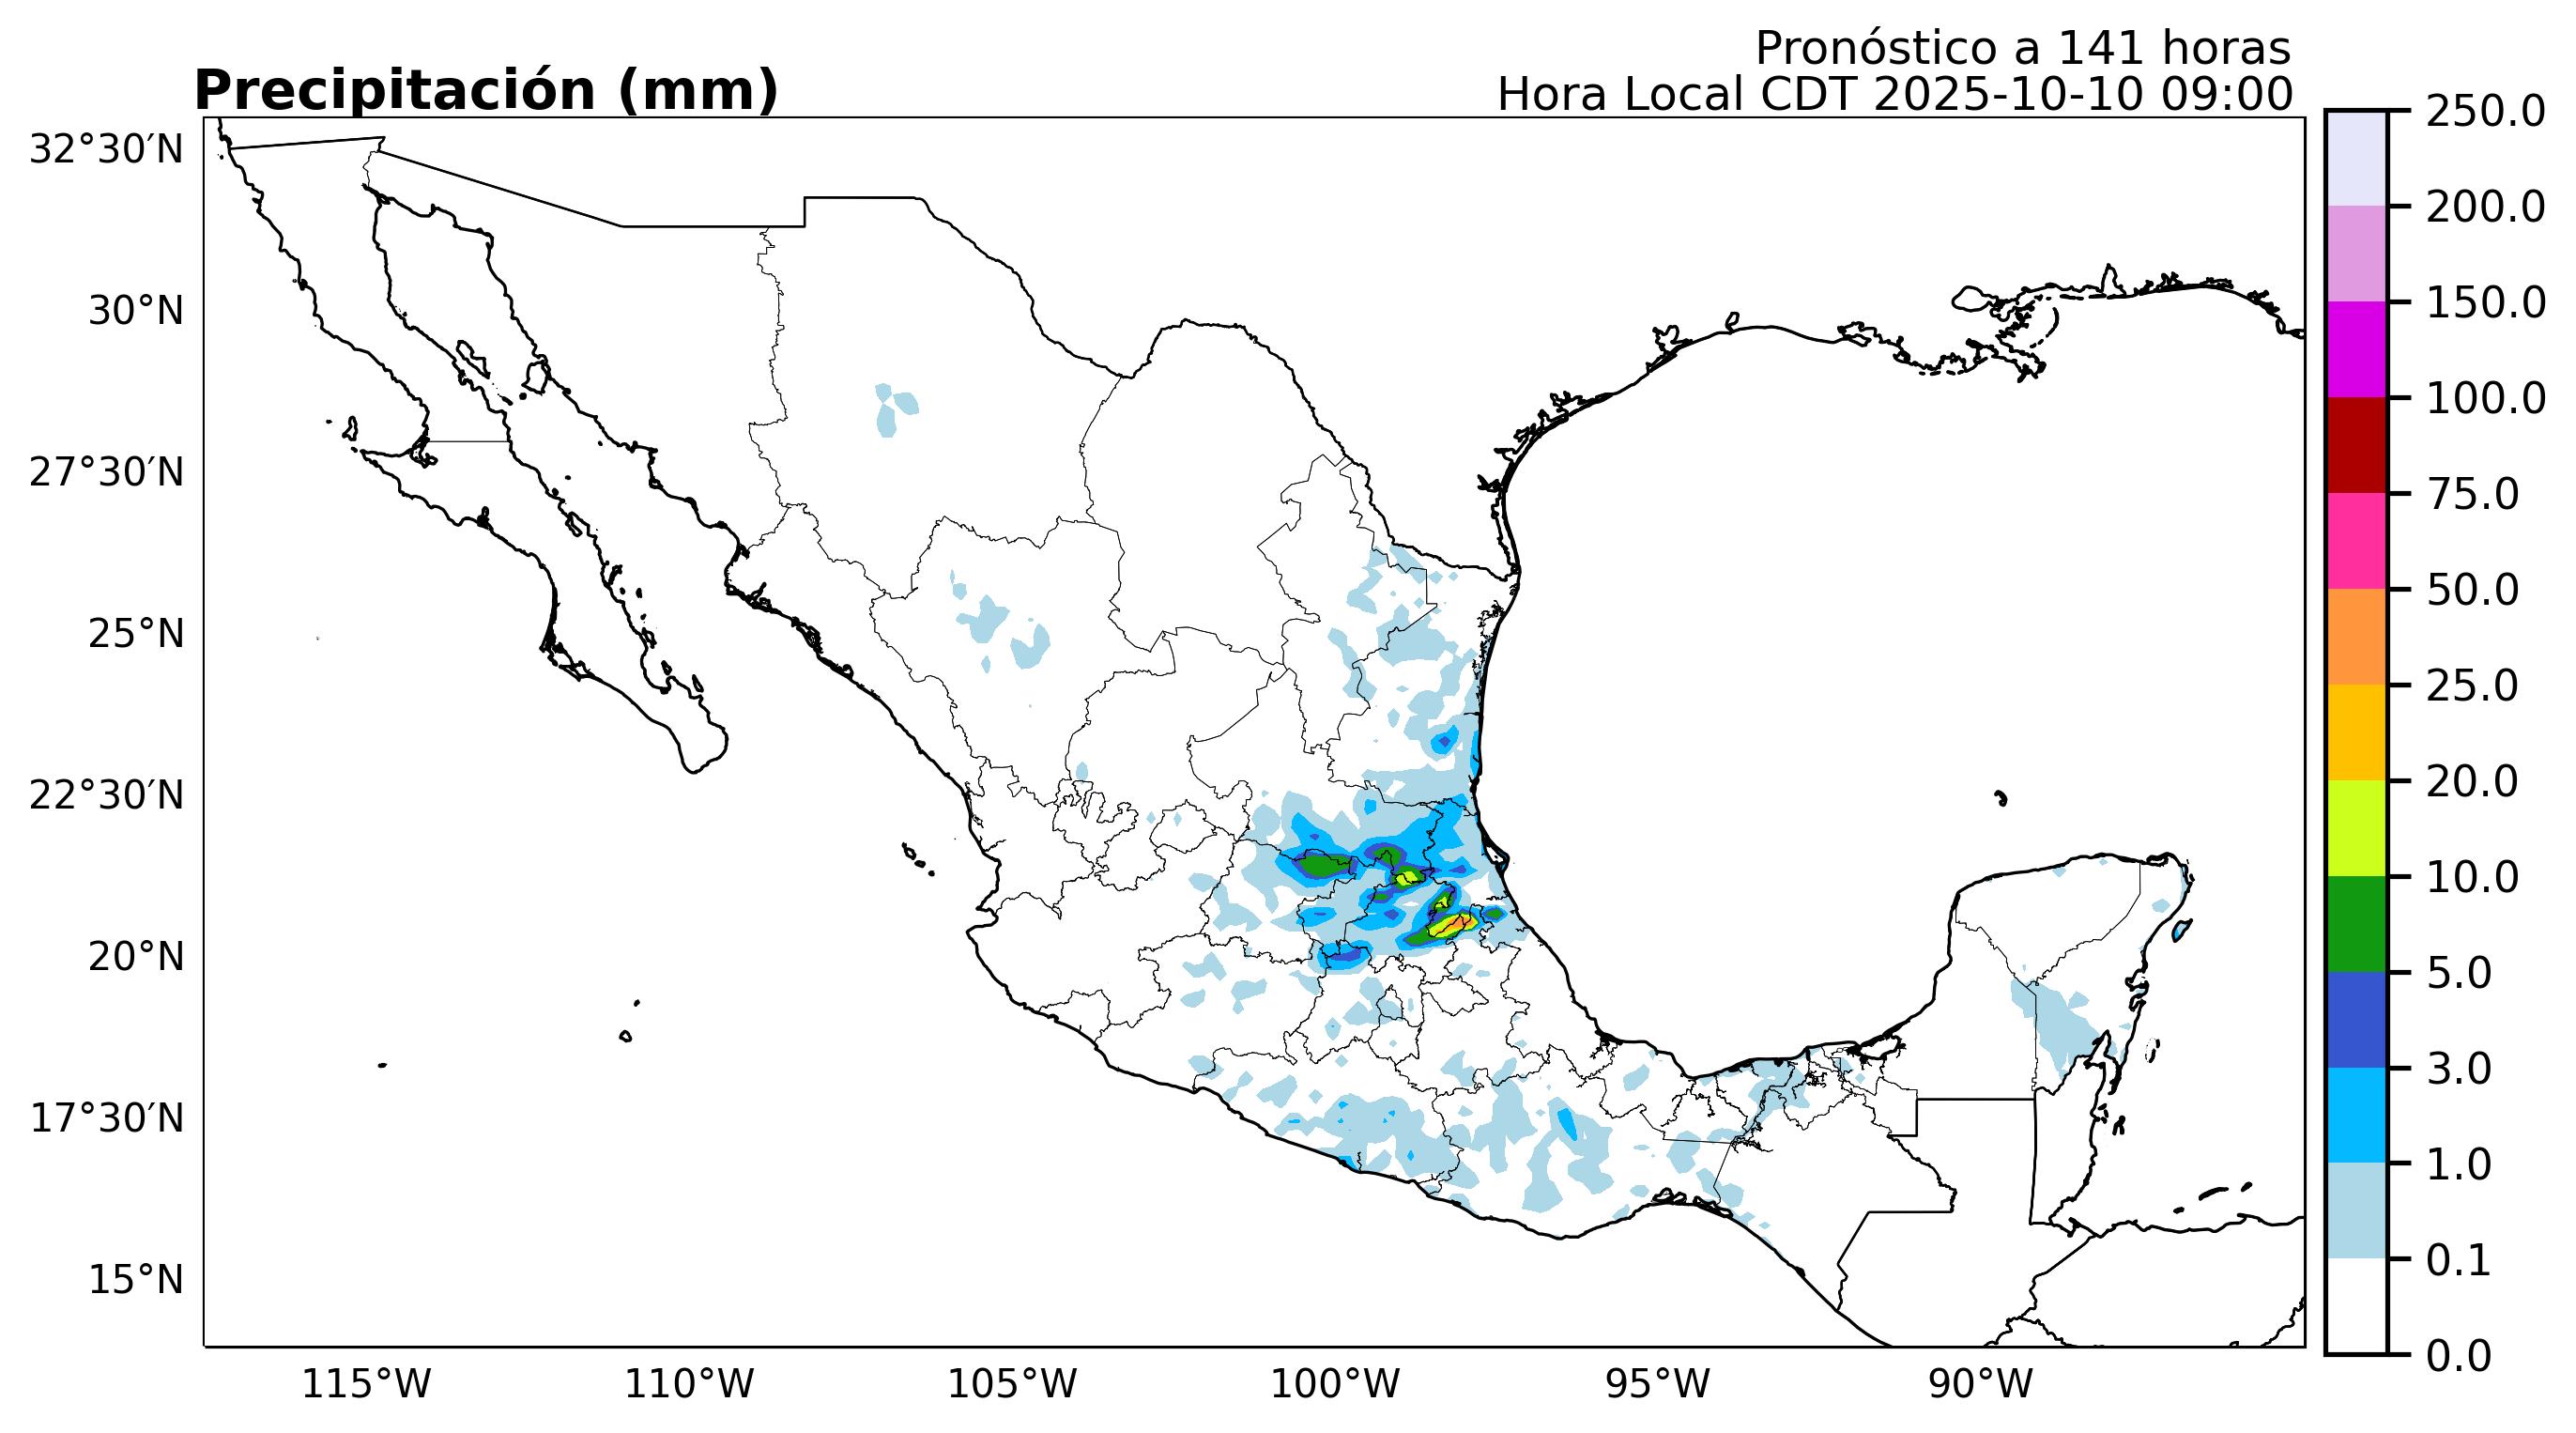 Pronóstico a 141 horas
Precipitación (mm)
Hora Local CDT 2025-10-10 09:00
32°30′N
30°N
27°30′N
25°N
22°30′N
20°N
17°30′N
15°N
115°W
110°W
105°W
100°W
95°W
90°W
250.0
200.0
150.0
100.0
75.0
50.0
25.0
20.0
10.0
5.0
3.0
1.0
0.1
0.0